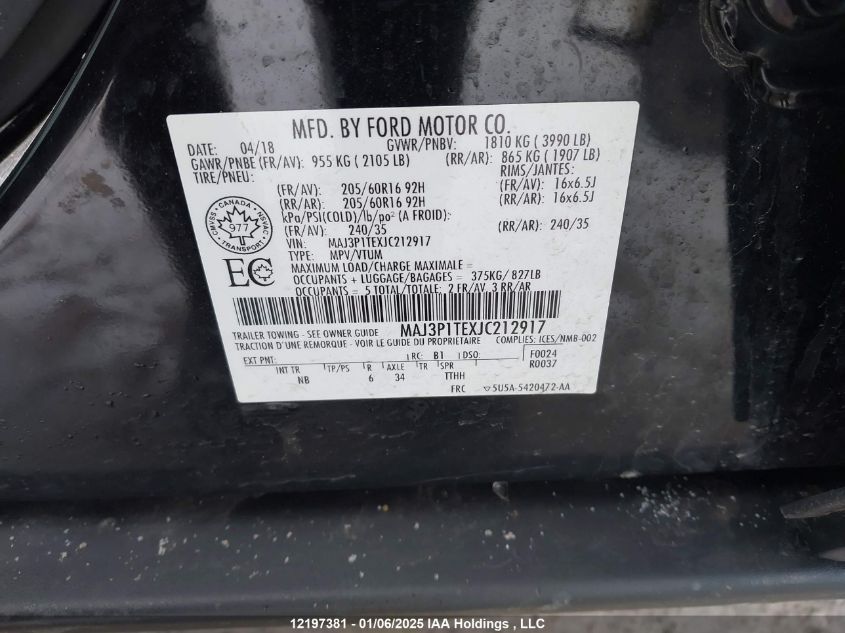 MFD. BY FORD MOTOR CO.
DATE: 04/18 GVWR/PNBV: 1810 KG ( 3990 LB)
GAWR/PNBE (FR/AV): 955 KG ( 2105 LB) (RR/AR): 865 KG ( 1907 LB)
TIRE/PNEU: RIMS/JANTES:
(FR/AV): 205/60R16 92H (FR/AV): 16x6.5J
(RR/AR): 205/60R16 92H (RR/AR): 16x6.5J
kPa/PSI(COLD)/lb/po² (A FROID):
(FR/AV): 240/35 (RR/AR): 240/35
VIN: MAJ3P1TEXJC212917
TYPE: MPV/VTUM
MAXIMUM LOAD/CHARGE MAXIMALE =
OCCUPANTS + LUGGAGE/BAGAGES = 375KG/ 827LB
OCCUPANTS = 5 TOTAL/TOTALE: 2 FR/AV 3 RR/AR
CMVSS - CANADA - NSVAC
977
TRANSPORT
EC
MAJ3P1TEXJC212917
TRAILER TOWING - SEE OWNER GUIDE
TRACTION D'UNE REMORQUE - VOIR LE GUIDE DU PROPRIETAIRE COMPLIES: ICES/NMB-002
EXT PNT: RC: B1 DSO: F0024
R0037
INT TR TP/PS R AXLE TR SPR
NB 6 34 TTHH
FRC 5U5A-5420472-AA
12197381 - 01/06/2025 IAA Holdings , LLC